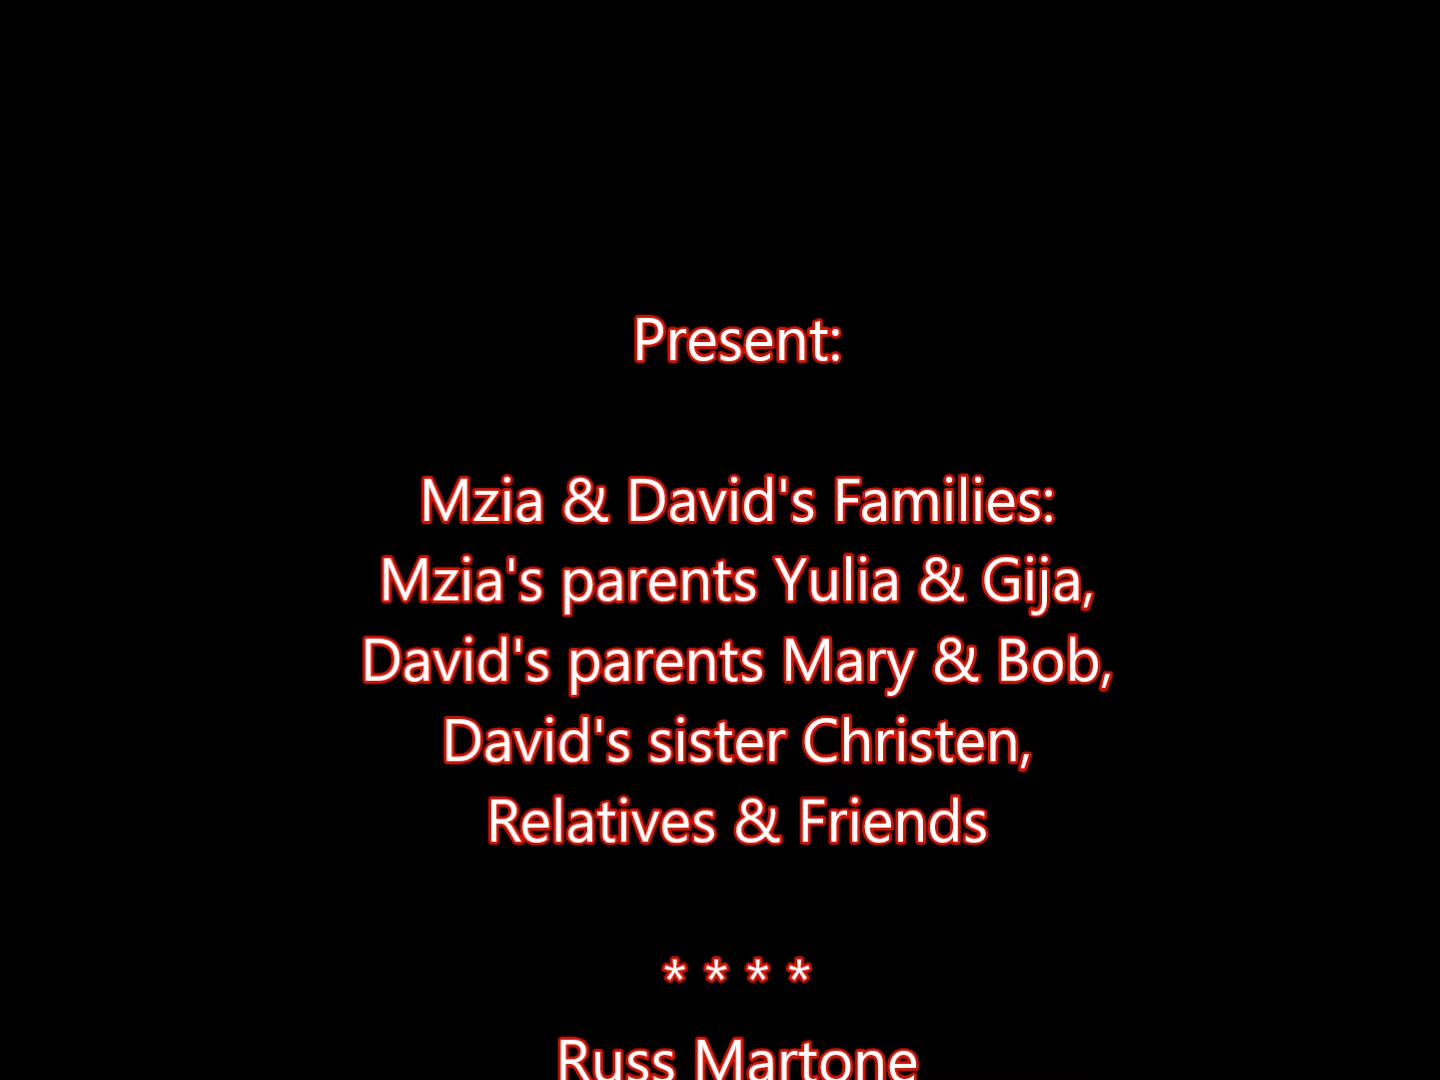 Present:
Mzia & David's Families:
Mzia's parents Yulia & Gija,
David's parents Mary & Bob,
David's sister Christen,
Relatives & Friends
* * * *
Russ Martone